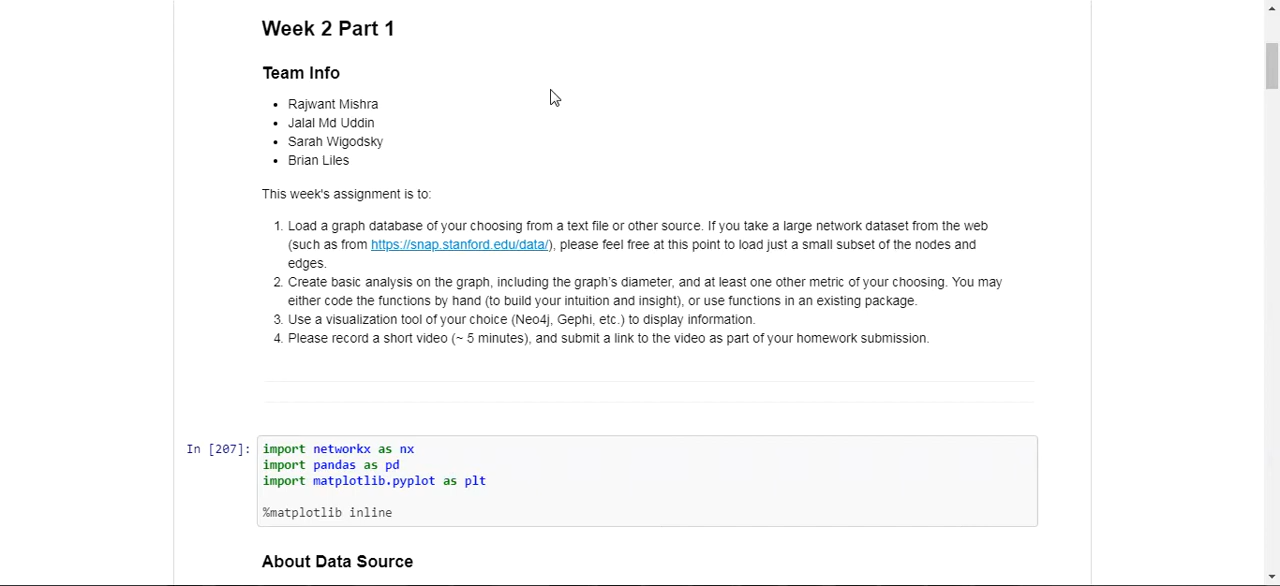 Week 2 Part 1
Team Info
• Rajwant Mishra
• Jalal Md Uddin
• Sarah Wigodsky
• Brian Liles
This week's assignment is to:
1. Load a graph database of your choosing from a text file or other source. If you take a large network dataset from the web
(such as from https://snap.stanford.edu/data/), please feel free at this point to load just a small subset of the nodes and
edges.
2. Create basic analysis on the graph, including the graph's diameter, and at least one other metric of your choosing. You may
either code the functions by hand (to build your intuition and insight), or use functions in an existing package.
3. Use a visualization tool of your choice (Neo4j, Gephi, etc.) to display information.
4. Please record a short video (~ 5 minutes), and submit a link to the video as part of your homework submission.
In [207]: import networkx as nx
import pandas as pd
import matplotlib.pyplot as plt
%matplotlib inline
About Data Source